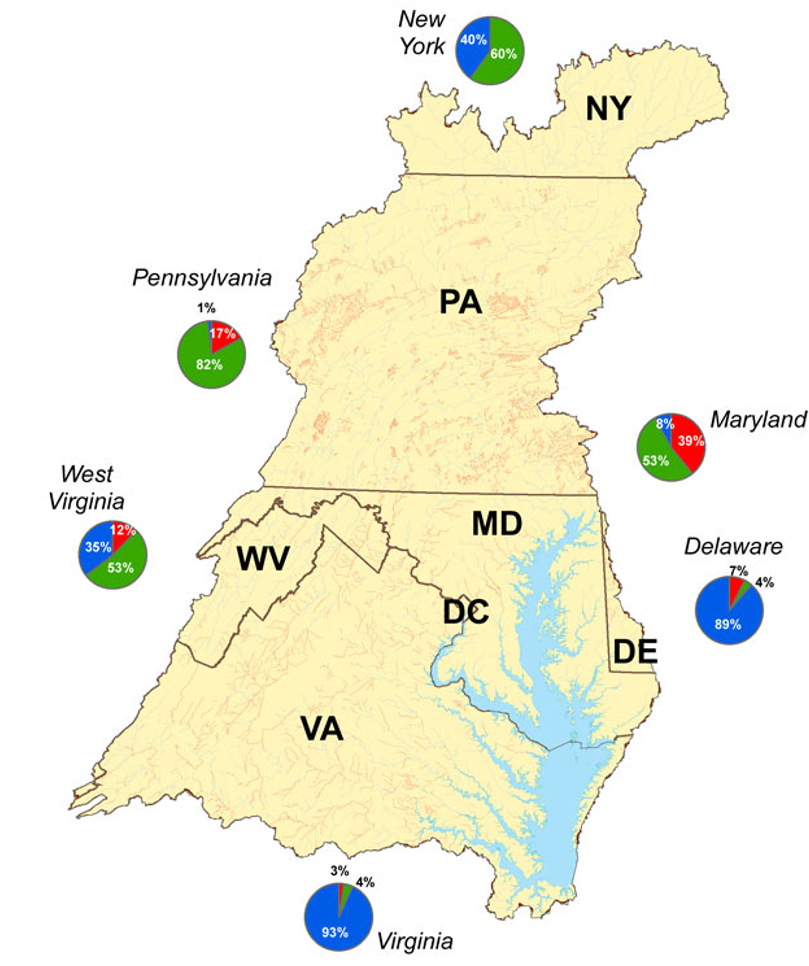 New
York
40%
60%
NY
Pennsylvania
1%
17%
82%
PA
Maryland
8%
39%
53%
West
Virginia
12%
35%
53%
WV
MD
Delaware
7%
4%
89%
DC
DE
VA
3%
4%
93%
Virginia